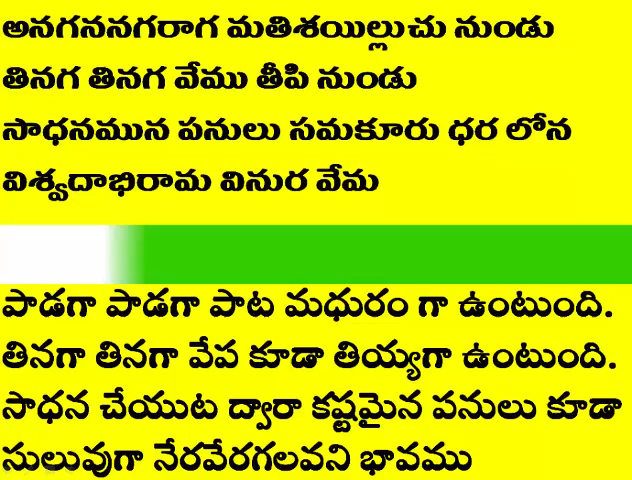 అనగననగరాగ మతిశయిల్లుచు నుండు
తినగ తినగ వేము తీపి నుండు
సాధనమున పనులు సమకూరు ధర లోన
విశ్వదాభిరామ వినుర వేమ
పాడగా పాడగా పాట మధురం గా ఉంటుంది.
తినగా తినగా వేప కూడా తియ్యగా ఉంటుంది.
సాధన చేయుట ద్వారా కష్టమైన పనులు కూడా
సులువుగా నేరవేరగలవని భావము